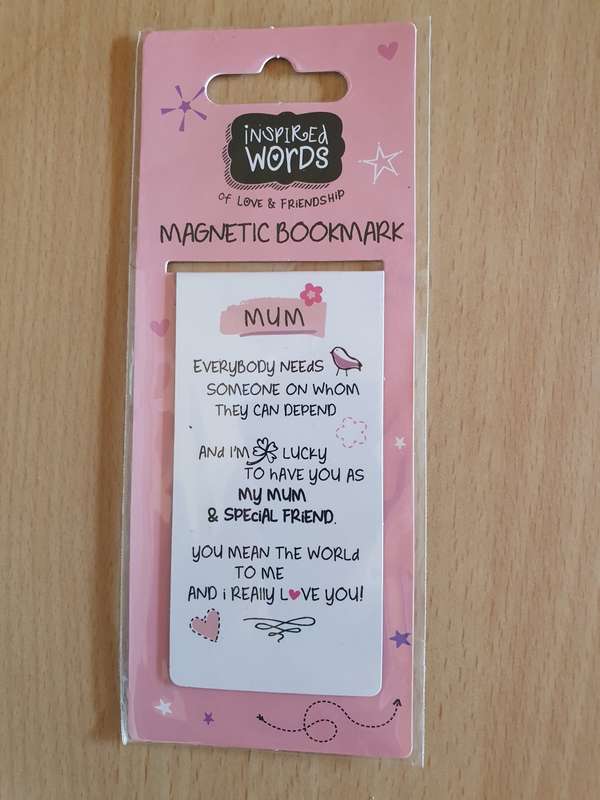 iNSPIREd
WORDS
OF LOVE & FRiENDSHiP
MAGNETIC BOOKMARK
MUM
EVERYBODY NEEdS
SOMEONE ON WhOM
ThEY CAN DEPEND
ANd I'M LUCKY
TO hAVE YOU AS
MY MUM
& SPECiAL FRiEND.
YOU MEAN ThE WORLd
TO ME
ANd i REAllY LOVE YOU!